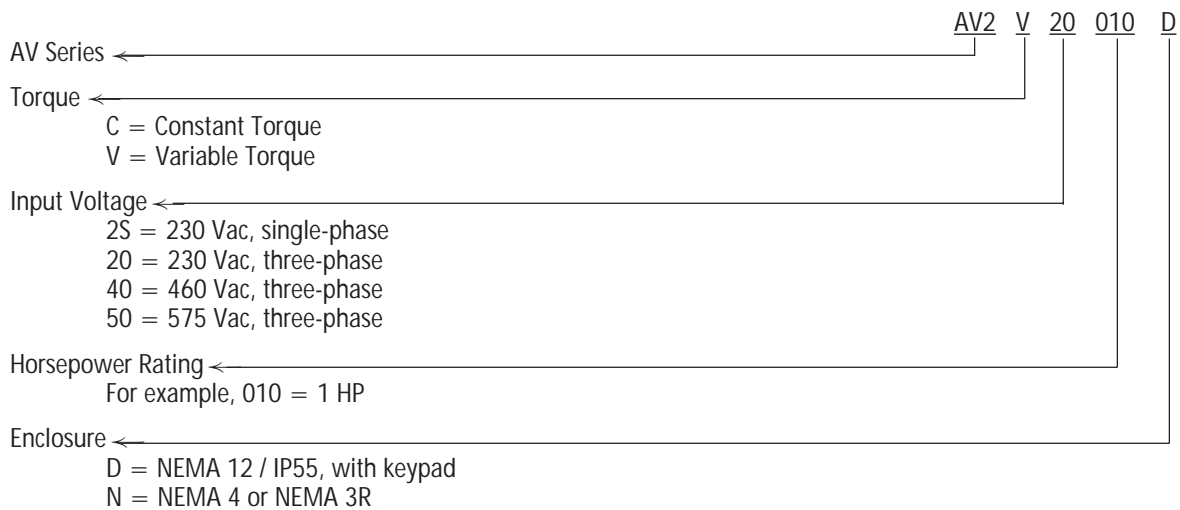 AV2 V 20 010 D
AV Series
Torque
C = Constant Torque
V = Variable Torque
Input Voltage
2S = 230 Vac, single-phase
20 = 230 Vac, three-phase
40 = 460 Vac, three-phase
50 = 575 Vac, three-phase
Horsepower Rating
For example, 010 = 1 HP
Enclosure
D = NEMA 12 / IP55, with keypad
N = NEMA 4 or NEMA 3R